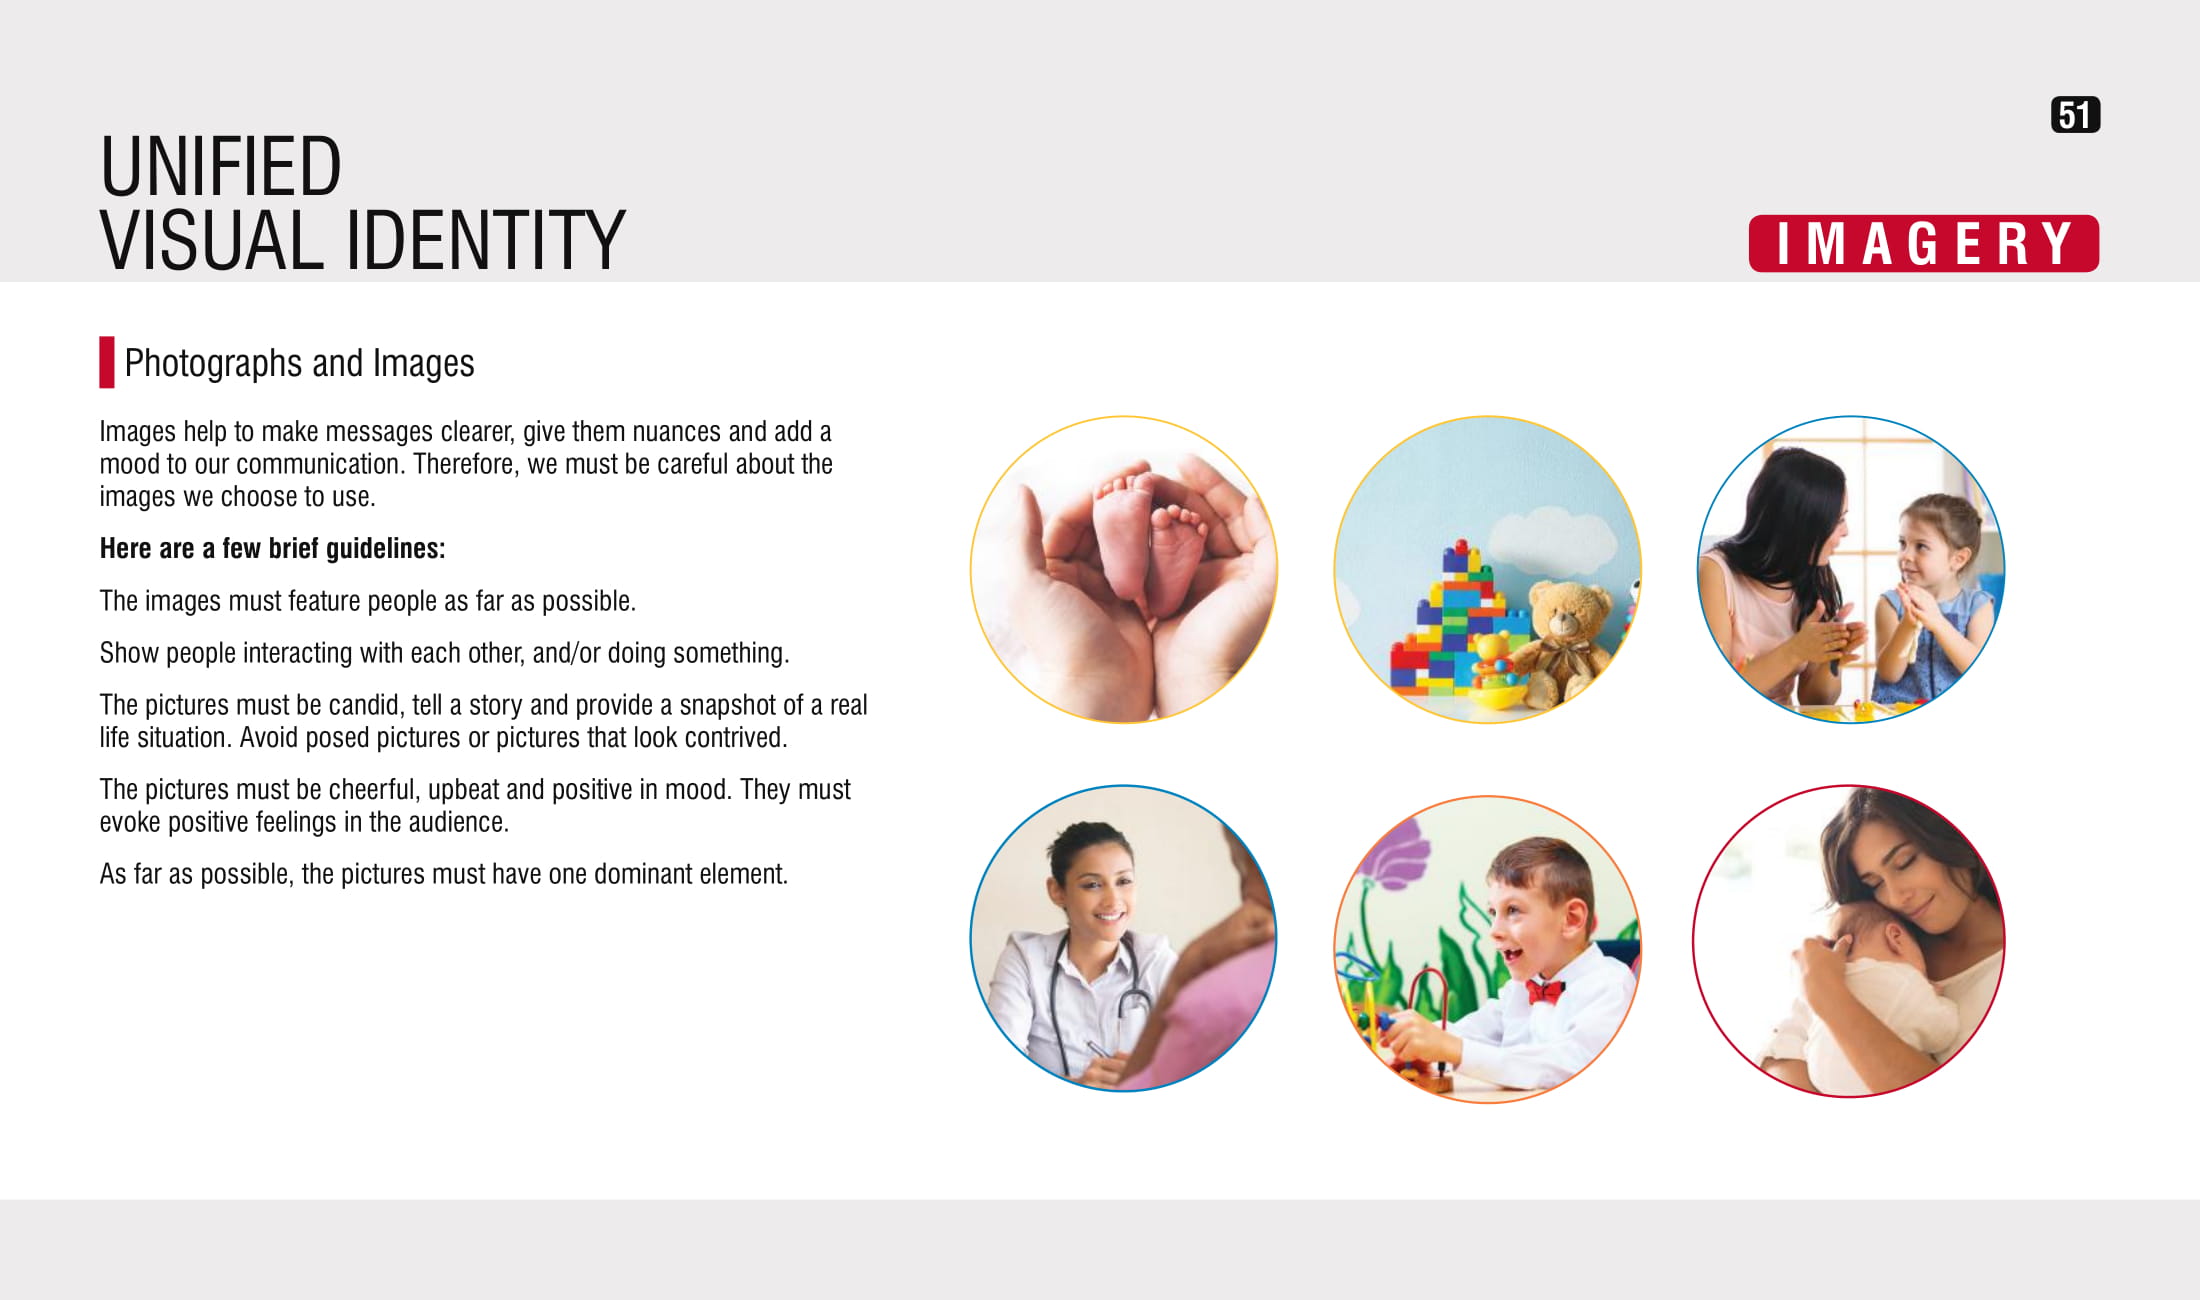 51
UNIFIED
VISUAL IDENTITY
IMAGERY
Photographs and Images
Images help to make messages clearer, give them nuances and add a
mood to our communication. Therefore, we must be careful about the
images we choose to use.
Here are a few brief guidelines:
The images must feature people as far as possible.
Show people interacting with each other, and/or doing something.
The pictures must be candid, tell a story and provide a snapshot of a real
life situation. Avoid posed pictures or pictures that look contrived.
The pictures must be cheerful, upbeat and positive in mood. They must
evoke positive feelings in the audience.
As far as possible, the pictures must have one dominant element.